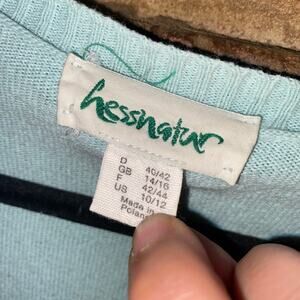 hessnatur
D 40/42
GB 14/16
F 42/44
US 10/12
Made in
Poland